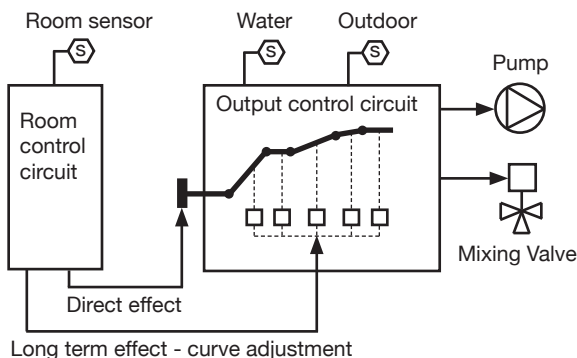 Room sensor
Water
Outdoor
S
S
S
Pump
Room
control
circuit
Output control circuit
Mixing Valve
Direct effect
Long term effect - curve adjustment